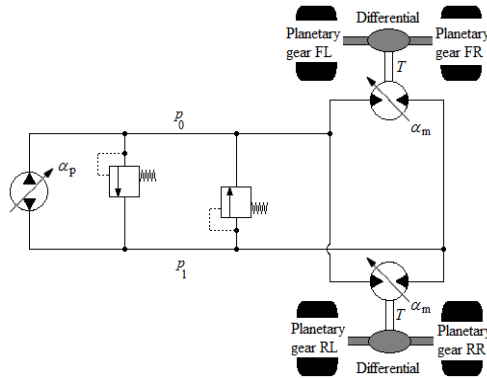 Differential
Planetary
gear FL
Planetary
gear FR
T
αm
p0
αp
p1
αm
T
Planetary
gear RL
Planetary
gear RR
Differential